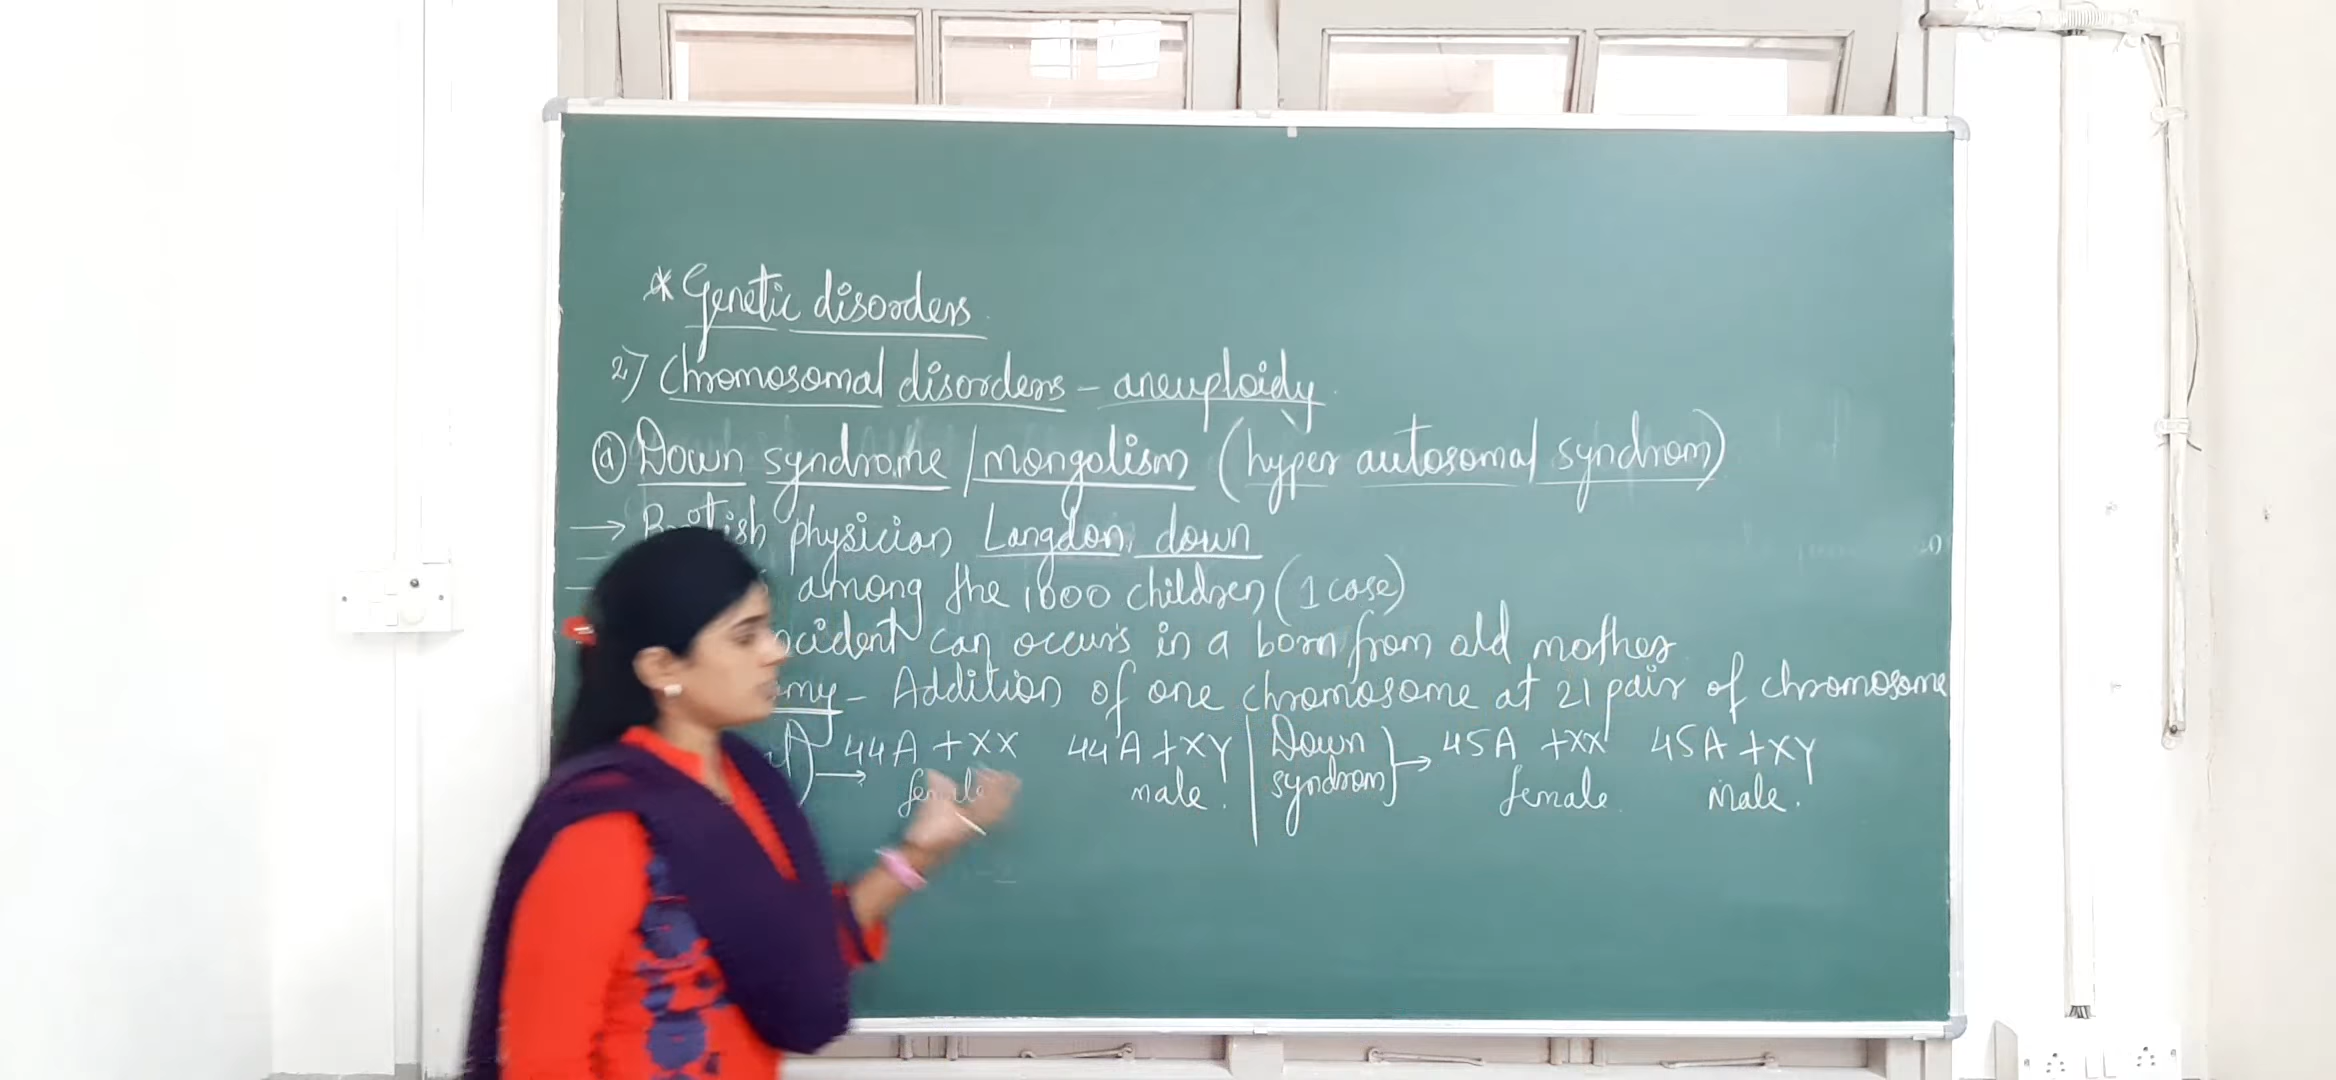 * Genetic disorders.
2) Chromosomal disorders - aneuploidy
(a) Down syndrome / mongolism (hyper autosomal syndrom)
→ British physician Langdon down
among the 1000 children (1 case)
can occurs in a born from old mother
- Addition of one chromosome at 21 pair of chromosome
→ 44A + XX 44A + XY | Down syndrom} → 45A + XX 45A + XY
female male. female male.